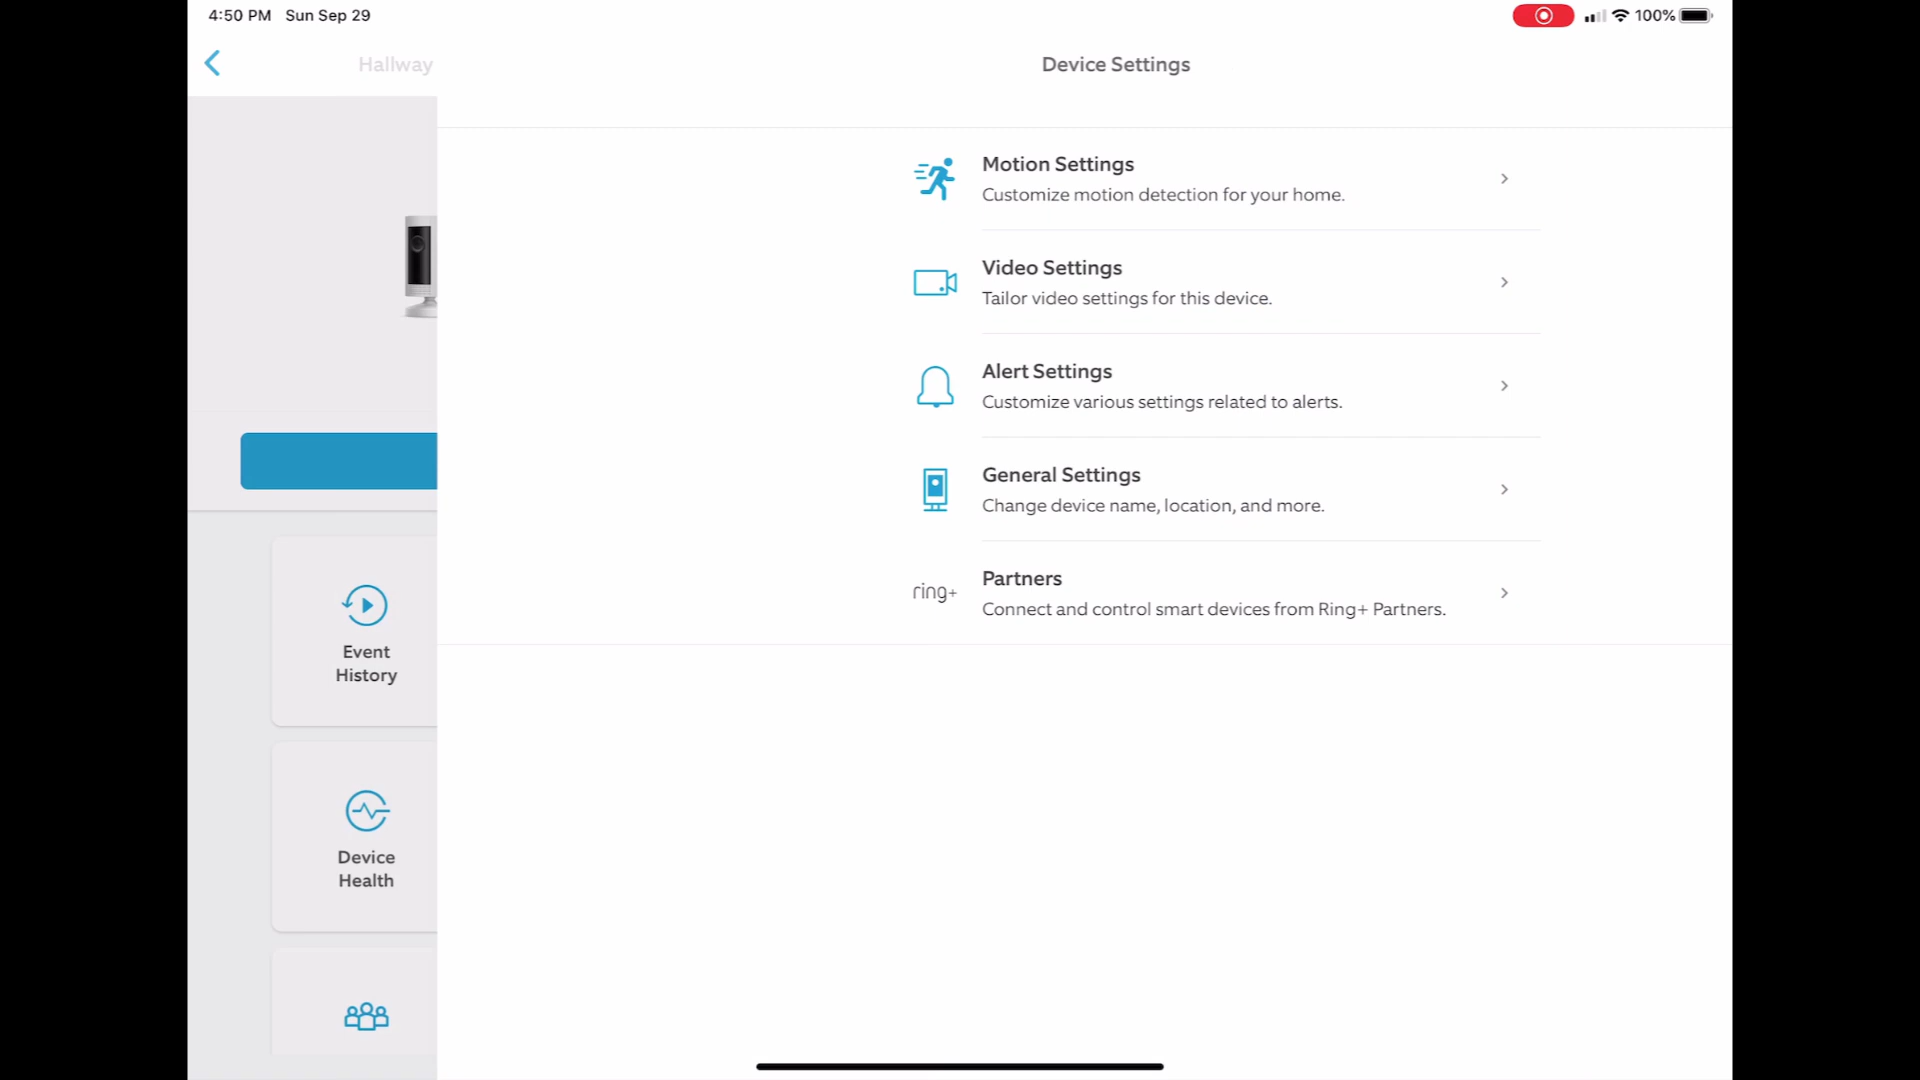 4:50 PM Sun Sep 29
100%
Hallway
Device Settings
Motion Settings
Customize motion detection for your home.
Video Settings
Tailor video settings for this device.
Alert Settings
Customize various settings related to alerts.
General Settings
Change device name, location, and more.
ring+
Partners
Connect and control smart devices from Ring+ Partners.
Event
History
Device
Health